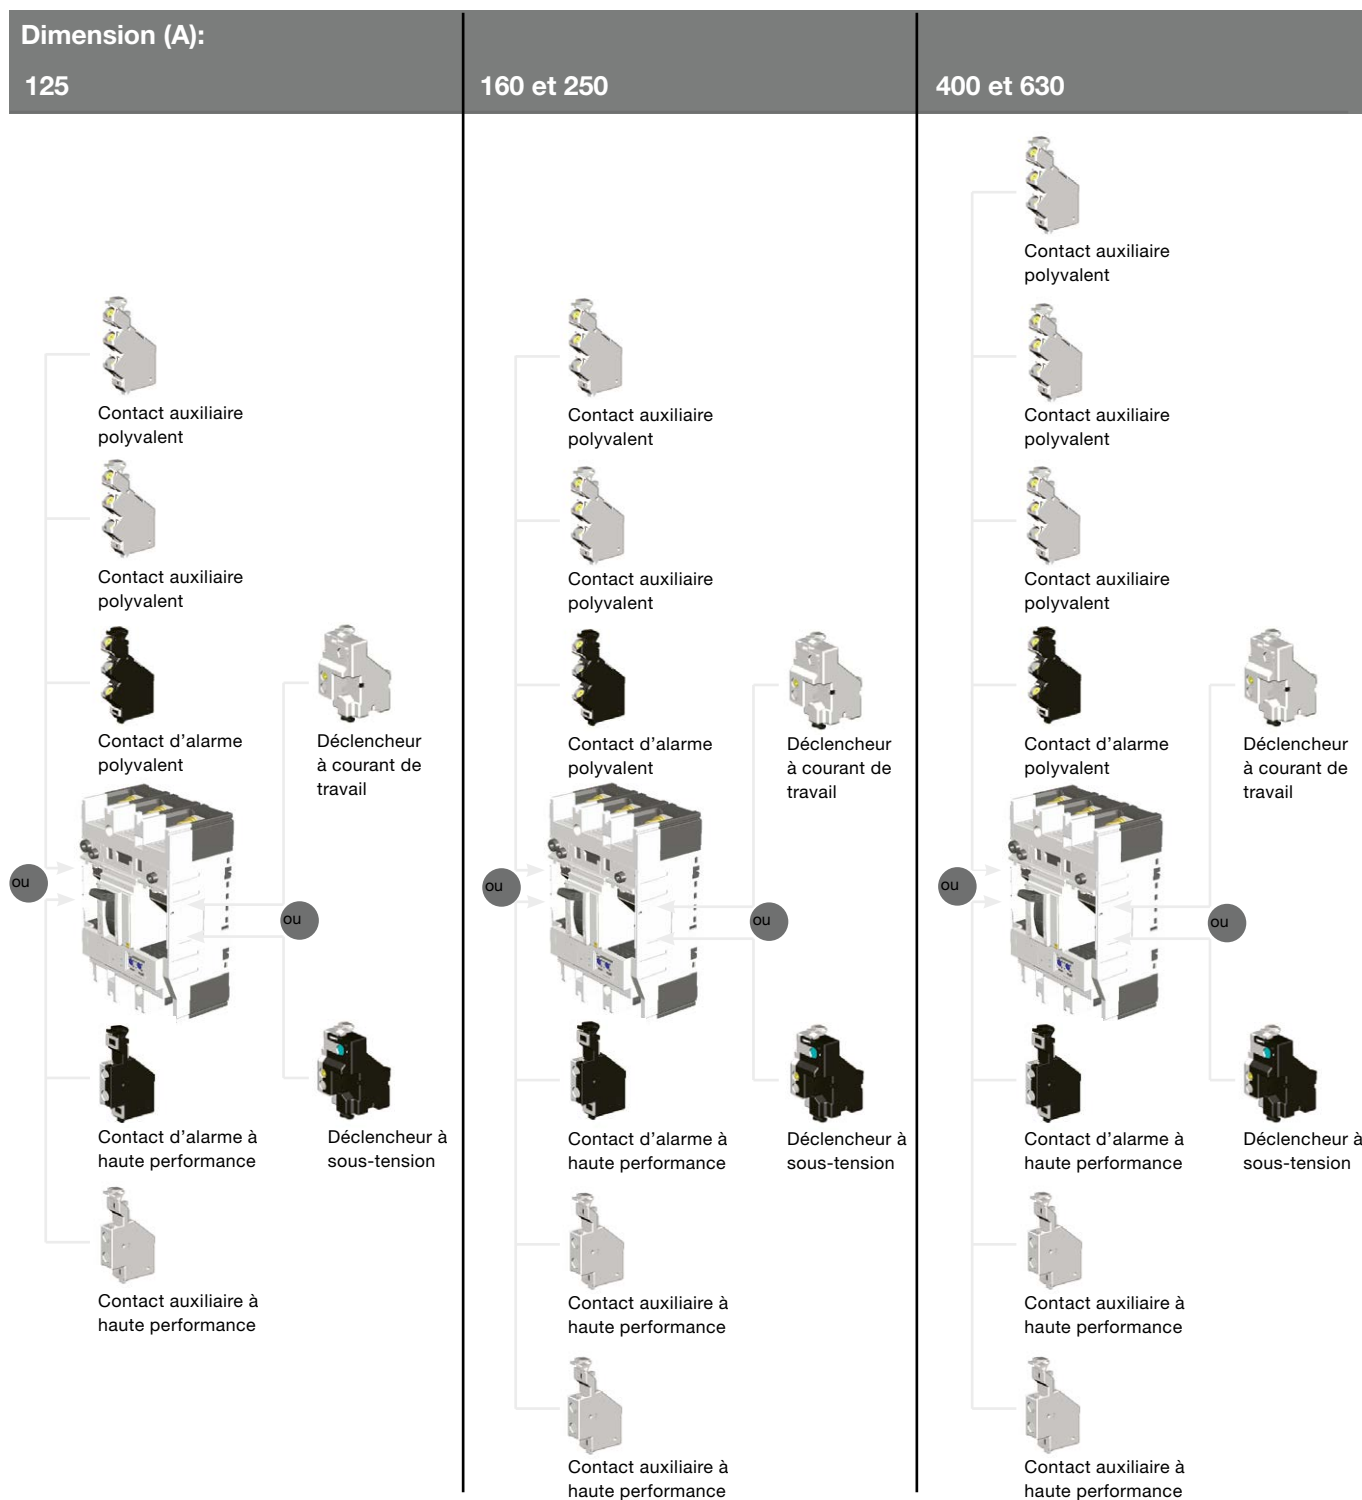 Dimension (A):
125
160 et 250
400 et 630
Contact auxiliaire
polyvalent
Contact auxiliaire
polyvalent
Contact d’alarme
polyvalent
Déclencheur
à courant de
travail
ou
ou
Contact d’alarme à
haute performance
Déclencheur à
sous-tension
Contact auxiliaire à
haute performance
Contact auxiliaire
polyvalent
Contact auxiliaire
polyvalent
Contact d’alarme
polyvalent
Déclencheur
à courant de
travail
ou
ou
Contact d’alarme à
haute performance
Déclencheur à
sous-tension
Contact auxiliaire à
haute performance
Contact auxiliaire à
haute performance
Contact auxiliaire
polyvalent
Contact auxiliaire
polyvalent
Contact auxiliaire
polyvalent
Contact d’alarme
polyvalent
Déclencheur
à courant de
travail
ou
ou
Contact d’alarme à
haute performance
Déclencheur à
sous-tension
Contact auxiliaire à
haute performance
Contact auxiliaire à
haute performance